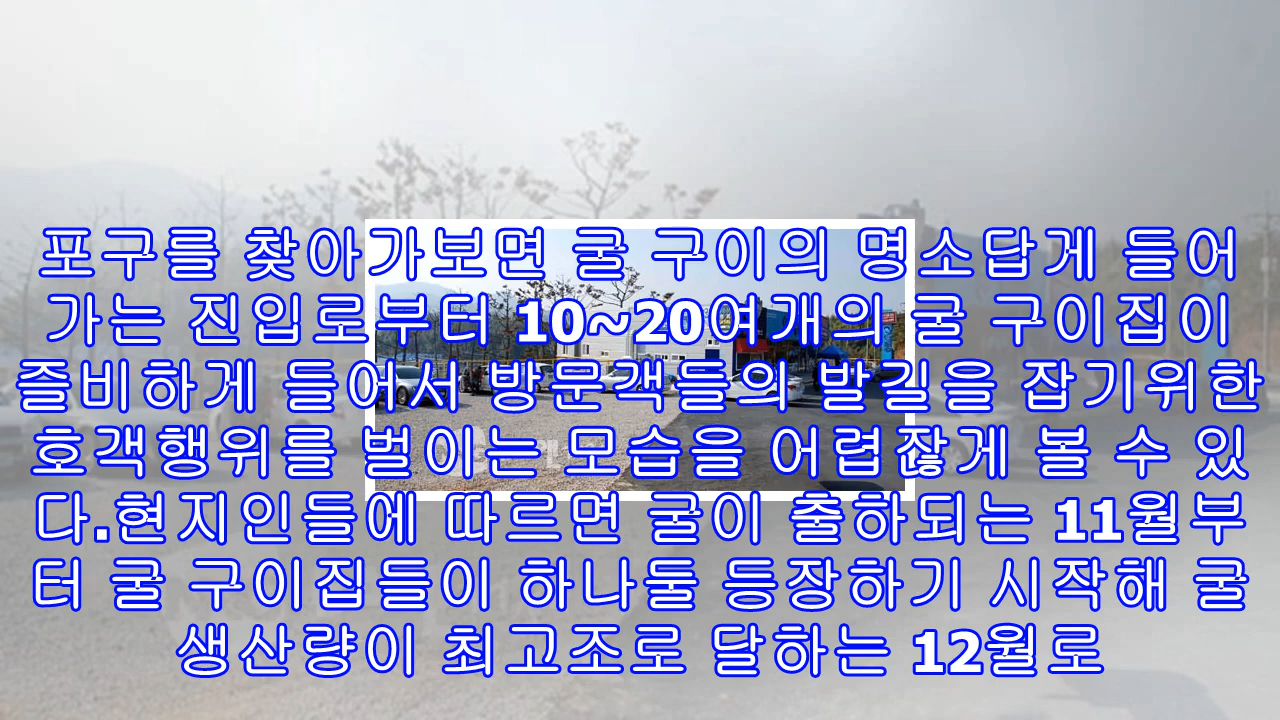 포구를 찾아가보면 굴 구이의 명소답게 들어
가는 진입로부터 10~20여개의 굴 구이집이
즐비하게 들어서 방문객들의 발길을 잡기위한
호객행위를 벌이는 모습을 어렵잖게 볼 수 있
다.현지인들에 따르면 굴이 출하되는 11월부
터 굴 구이집들이 하나둘 등장하기 시작해 굴
생산량이 최고조로 달하는 12월로